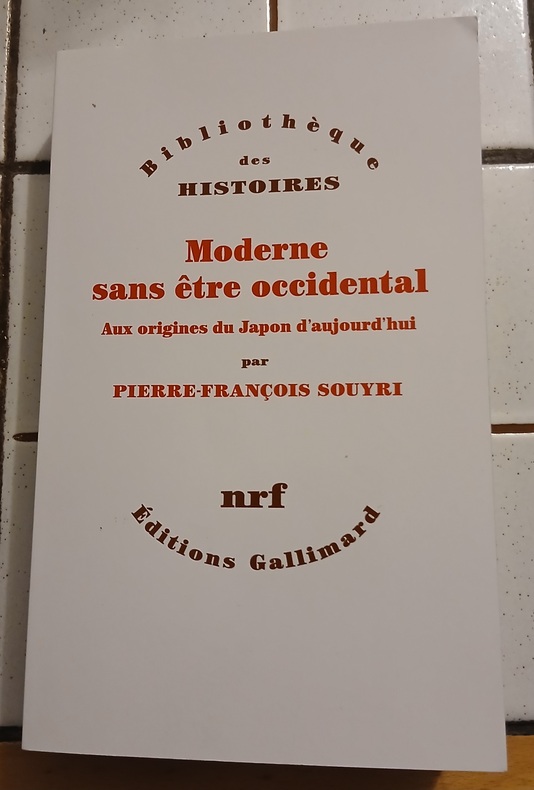 Bibliothèque
des
HISTOIRES
Moderne
sans être occidental
Aux origines du Japon d'aujourd'hui
par
PIERRE-FRANÇOIS SOUYRI
nrf
Éditions Gallimard